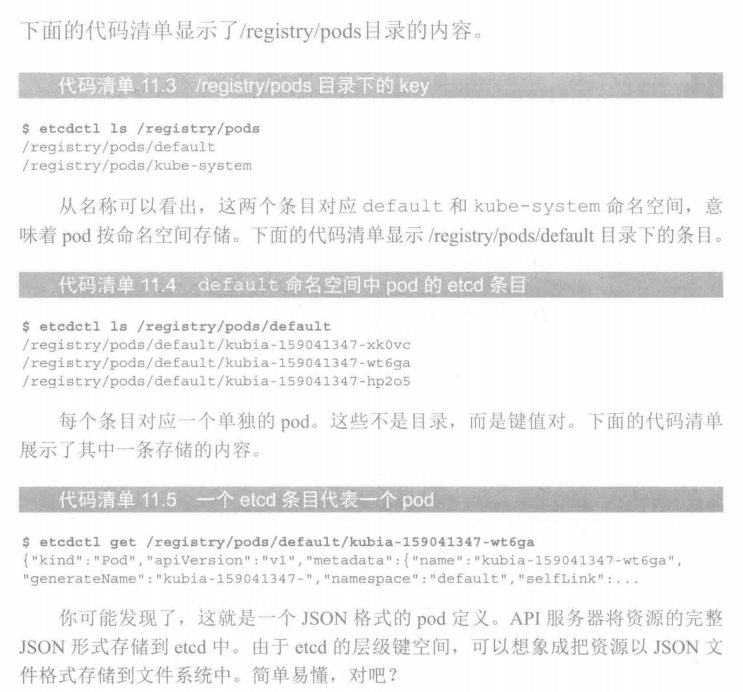 下面的代码清单显示了/registry/pods目录的内容。
代码清单 11.3 /registry/pods 目录下的 key
$ etcdctl ls /registry/pods
/registry/pods/default
/registry/pods/kube-system
从名称可以看出，这两个条目对应 default 和 kube-system 命名空间，意
味着 pod 按命名空间存储。下面的代码清单显示 /registry/pods/default 目录下的条目。
代码清单 11.4 default 命名空间中 pod 的 etcd 条目
$ etcdctl ls /registry/pods/default
/registry/pods/default/kubia-159041347-xk0vc
/registry/pods/default/kubia-159041347-wt6ga
/registry/pods/default/kubia-159041347-hp2o5
每个条目对应一个单独的 pod。这些不是目录，而是键值对。下面的代码清单
展示了其中一条存储的内容。
代码清单 11.5 一个 etcd 条目代表一个 pod
$ etcdctl get /registry/pods/default/kubia-159041347-wt6ga
{"kind":"Pod","apiVersion":"v1","metadata":{"name":"kubia-159041347-wt6ga",
"generateName":"kubia-159041347-","namespace":"default","selfLink":...
你可能发现了，这就是一个 JSON 格式的 pod 定义。API 服务器将资源的完整
JSON 形式存储到 etcd 中。由于 etcd 的层级键空间，可以想象成把资源以 JSON 文
件格式存储到文件系统中。简单易懂，对吧？